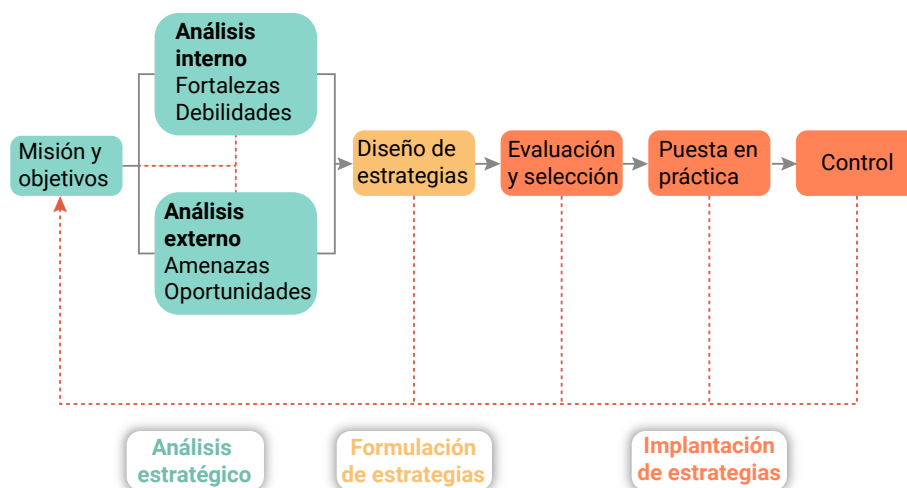 Misión y
objetivos
Análisis
interno
Fortalezas
Debilidades
Análisis
externo
Amenazas
Oportunidades
Diseño de
estrategias
Evaluación
y selección
Puesta en
práctica
Control
Análisis
estratégico
Formulación
de estrategias
Implantación
de estrategias